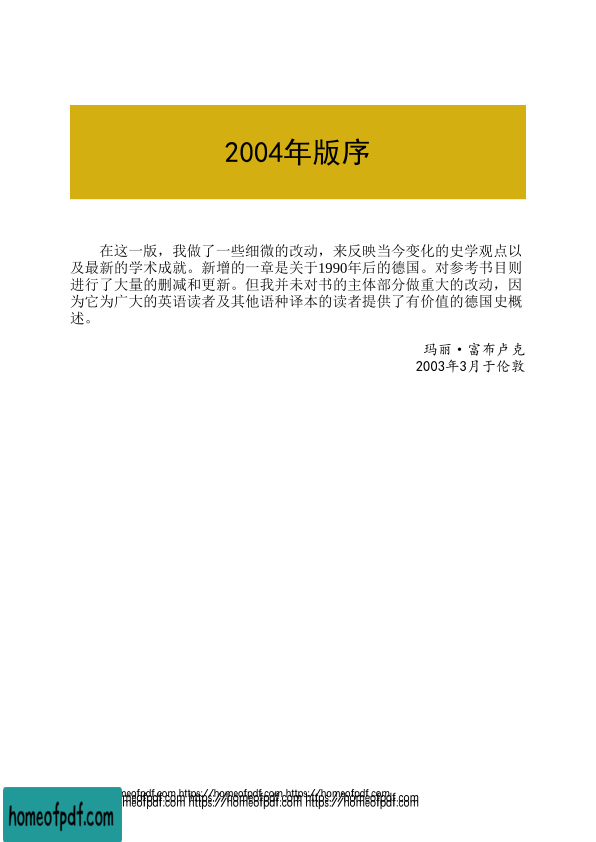 2004年版序
在这一版，我做了一些细微的改动，来反映当今变化的史学观点以
及最新的学术成就。新增的一章是关于1990年后的德国。对参考书目则
进行了大量的删减和更新。但我并未对书的主体部分做重大的改动，因
为它为广大的英语读者及其他语种译本的读者提供了有价值的德国史概
述。
玛丽·富布卢克
2003年3月于伦敦
meofpdf.com https://homeofpdf.com https://homeofpdf.com
meofpdf.com https://homeofpdf.com https://homeofpdf.com
homeofpdf.com